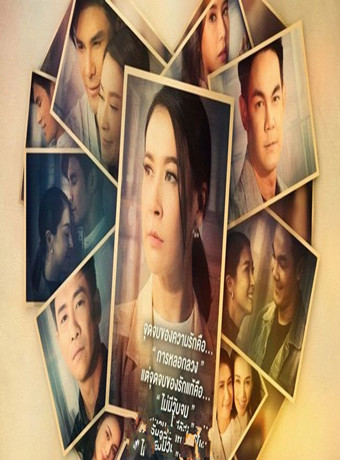 จุดจบของความรักคือ...
“การหลอกลวง”
แต่จุดจบของรักแท้คือ...
“ไม่มีวันจบ”